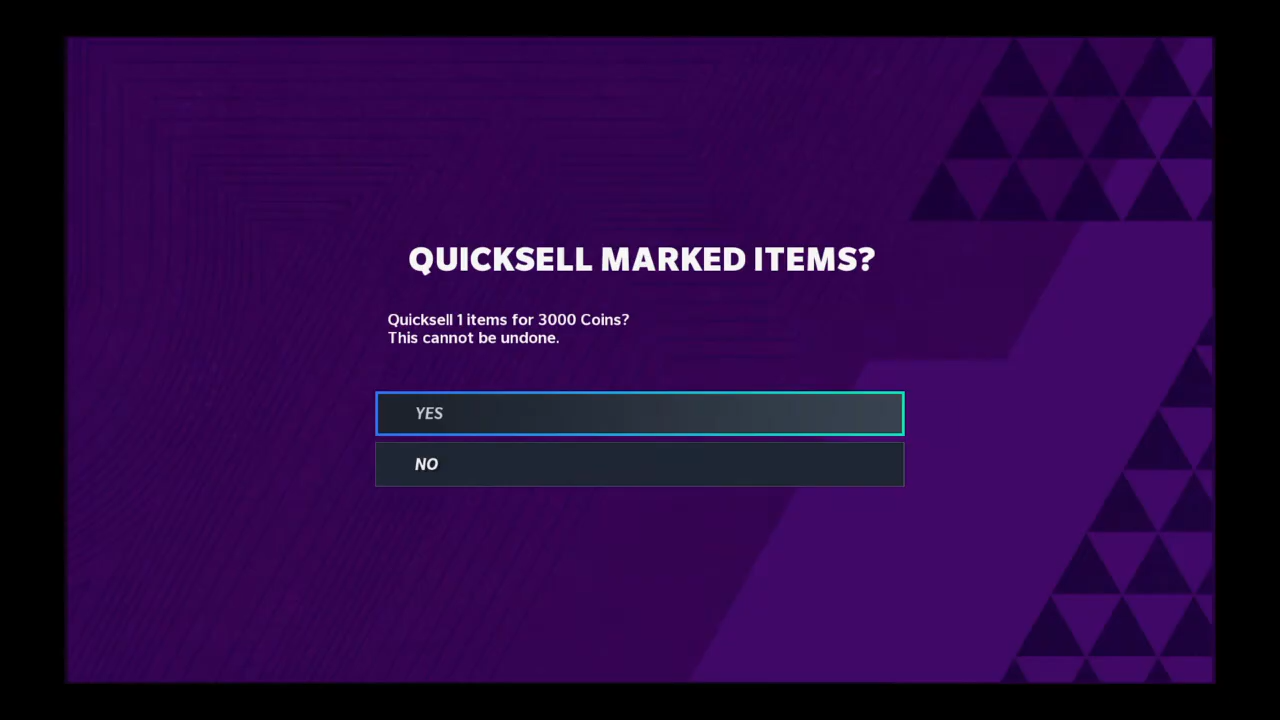 QUICKSELL MARKED ITEMS?
Quicksell 1 items for 3000 Coins?
This cannot be undone.
YES
NO